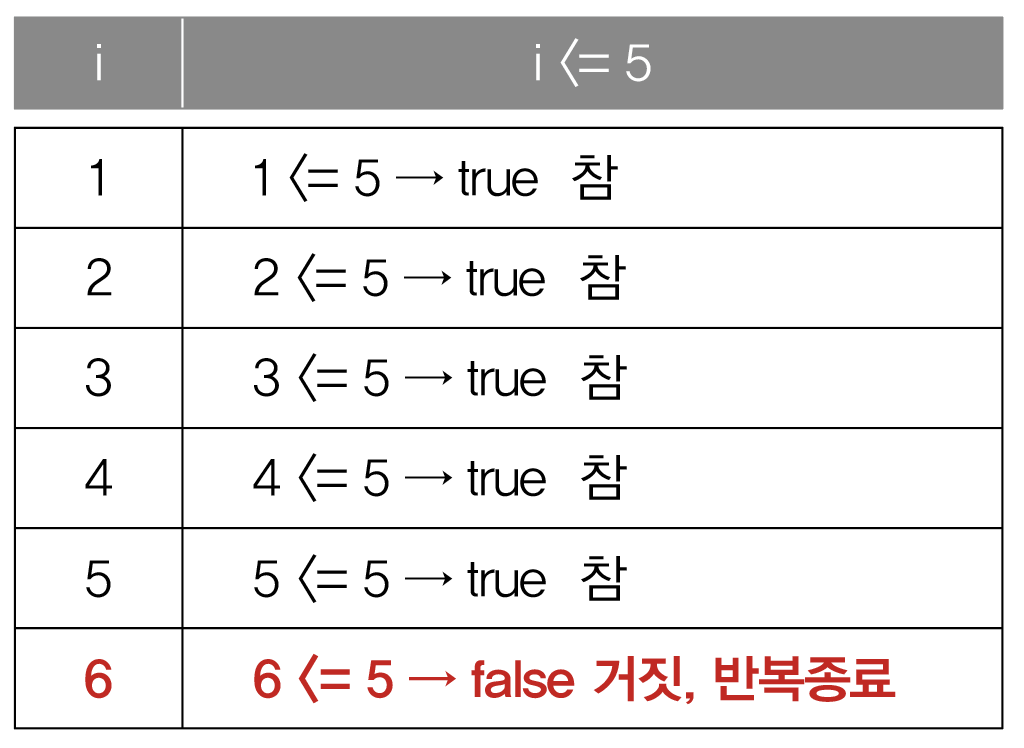 i i <= 5
1 1 <= 5 → true 참
2 2 <= 5 → true 참
3 3 <= 5 → true 참
4 4 <= 5 → true 참
5 5 <= 5 → true 참
6 6 <= 5 → false 거짓, 반복종료